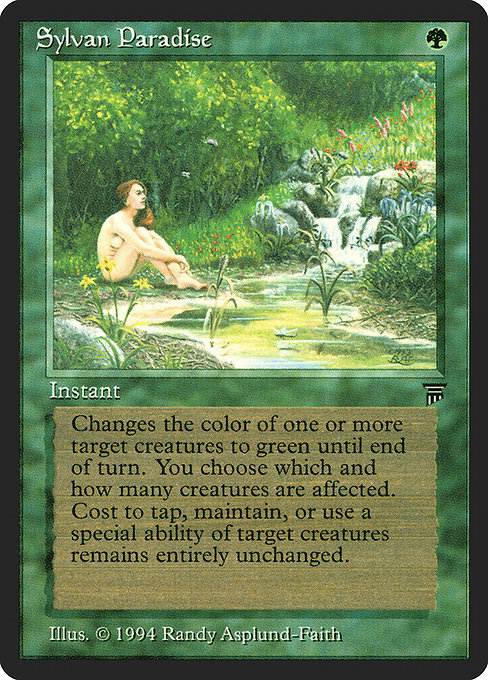 Sylvan Paradise
Instant
Changes the color of one or more
target creatures to green until end
of turn. You choose which and
how many creatures are affected.
Cost to tap, maintain, or use a
special ability of target creatures
remains entirely unchanged.
Illus. © 1994 Randy Asplund-Faith